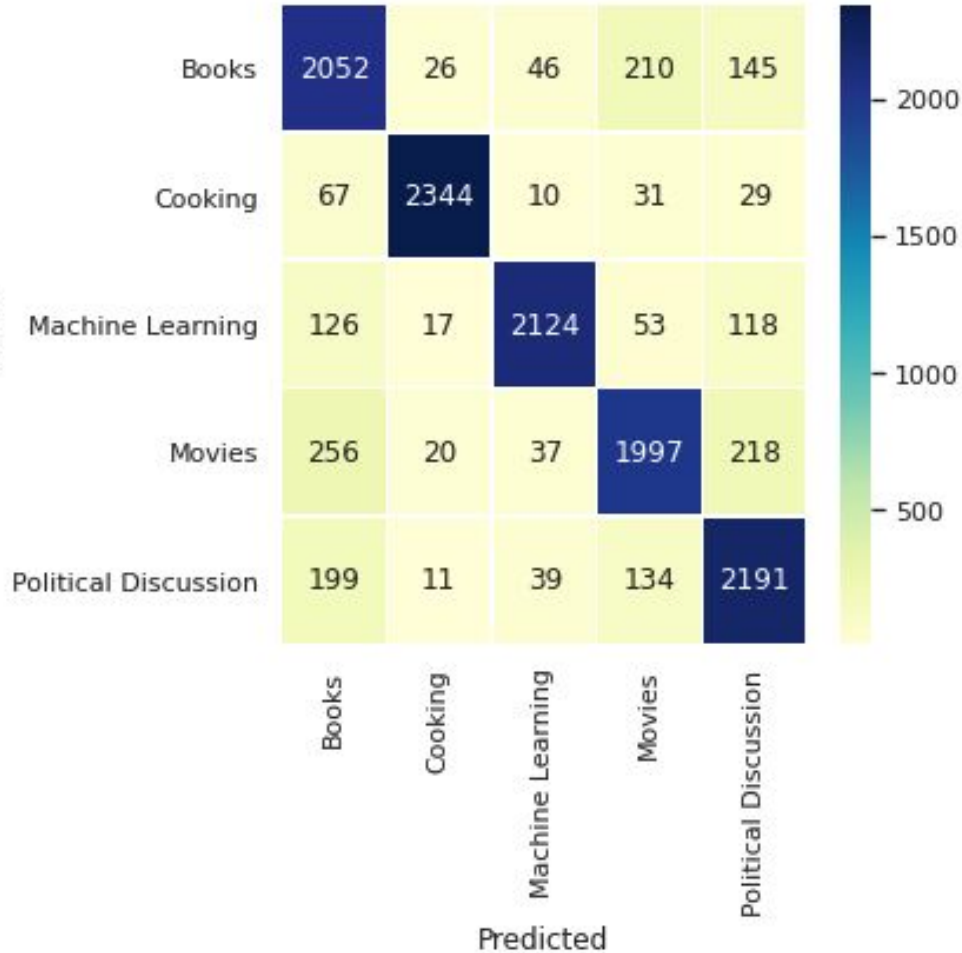 Books 2052 26 46 210 145
2000
Cooking 67 2344 10 31 29
1500
Machine Learning 126 17 2124 53 118
1000
Movies 256 20 37 1997 218
500
Political Discussion 199 11 39 134 2191
Books
Cooking
Machine Learning
Movies
Political Discussion
Predicted